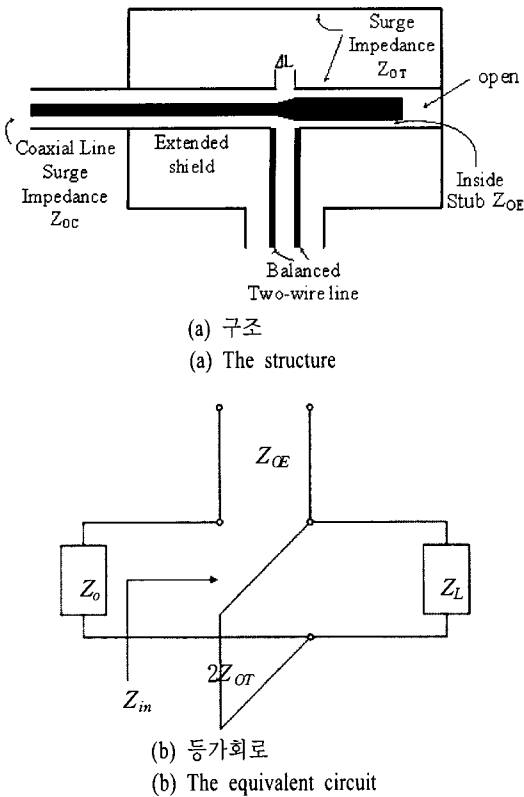 Surge
Impedance
Z_OT
ΔL
open
Coaxial Line
Surge
Impedance
Z_OC
Extended
shield
Inside
Stub Z_OE
Balanced
Two-wire line
(a) 구조
(a) The structure
Z_OE
Z_o
Z_L
2Z_OT
Z_in
(b) 등가회로
(b) The equivalent circuit